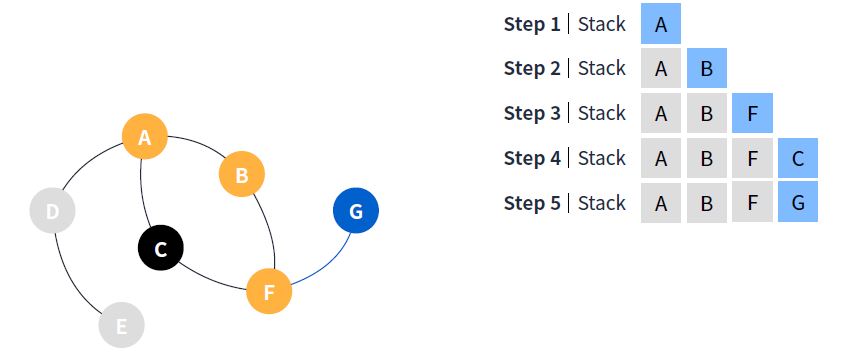 Step 1 | Stack A
Step 2 | Stack A B
Step 3 | Stack A B F
Step 4 | Stack A B F C
Step 5 | Stack A B F G
A
B
D
G
C
F
E